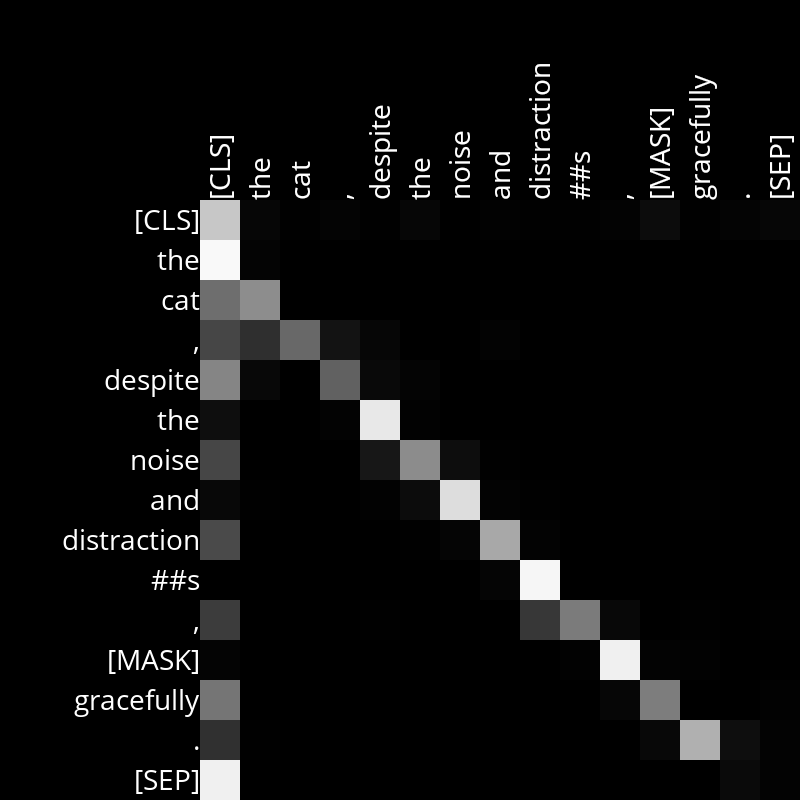 [CLS]
the
cat
,
despite
the
noise
and
distraction
##s
,
[MASK]
gracefully
.
[SEP]
[CLS]
the
cat
,
despite
the
noise
and
distraction
##s
,
[MASK]
gracefully
.
[SEP]